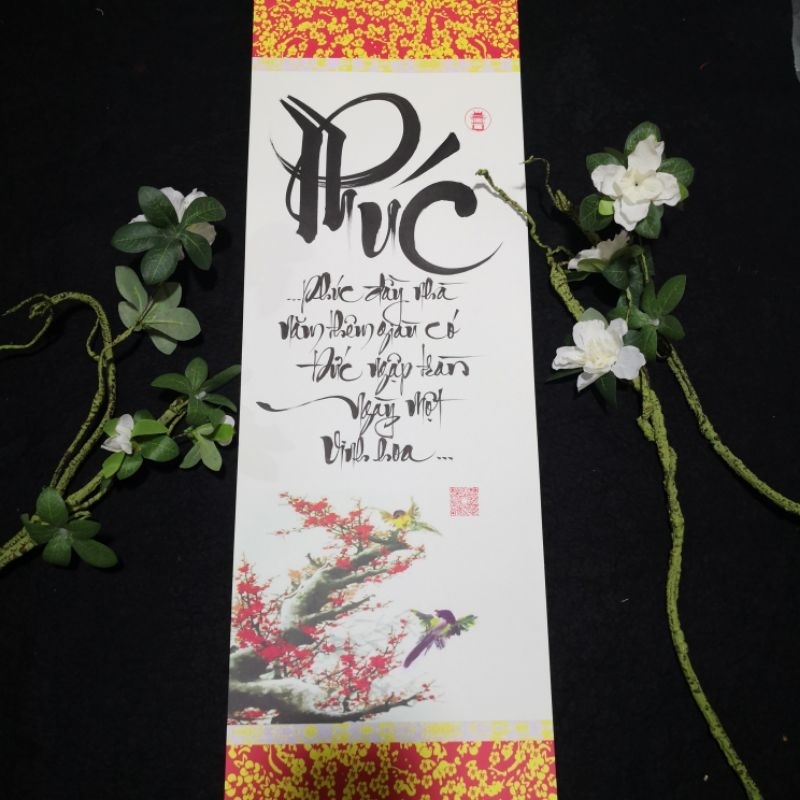 Phúc
...Phúc đầy nhà
năm thêm giàu có
Đức ngập tràn
ngày một
Vinh hoa...